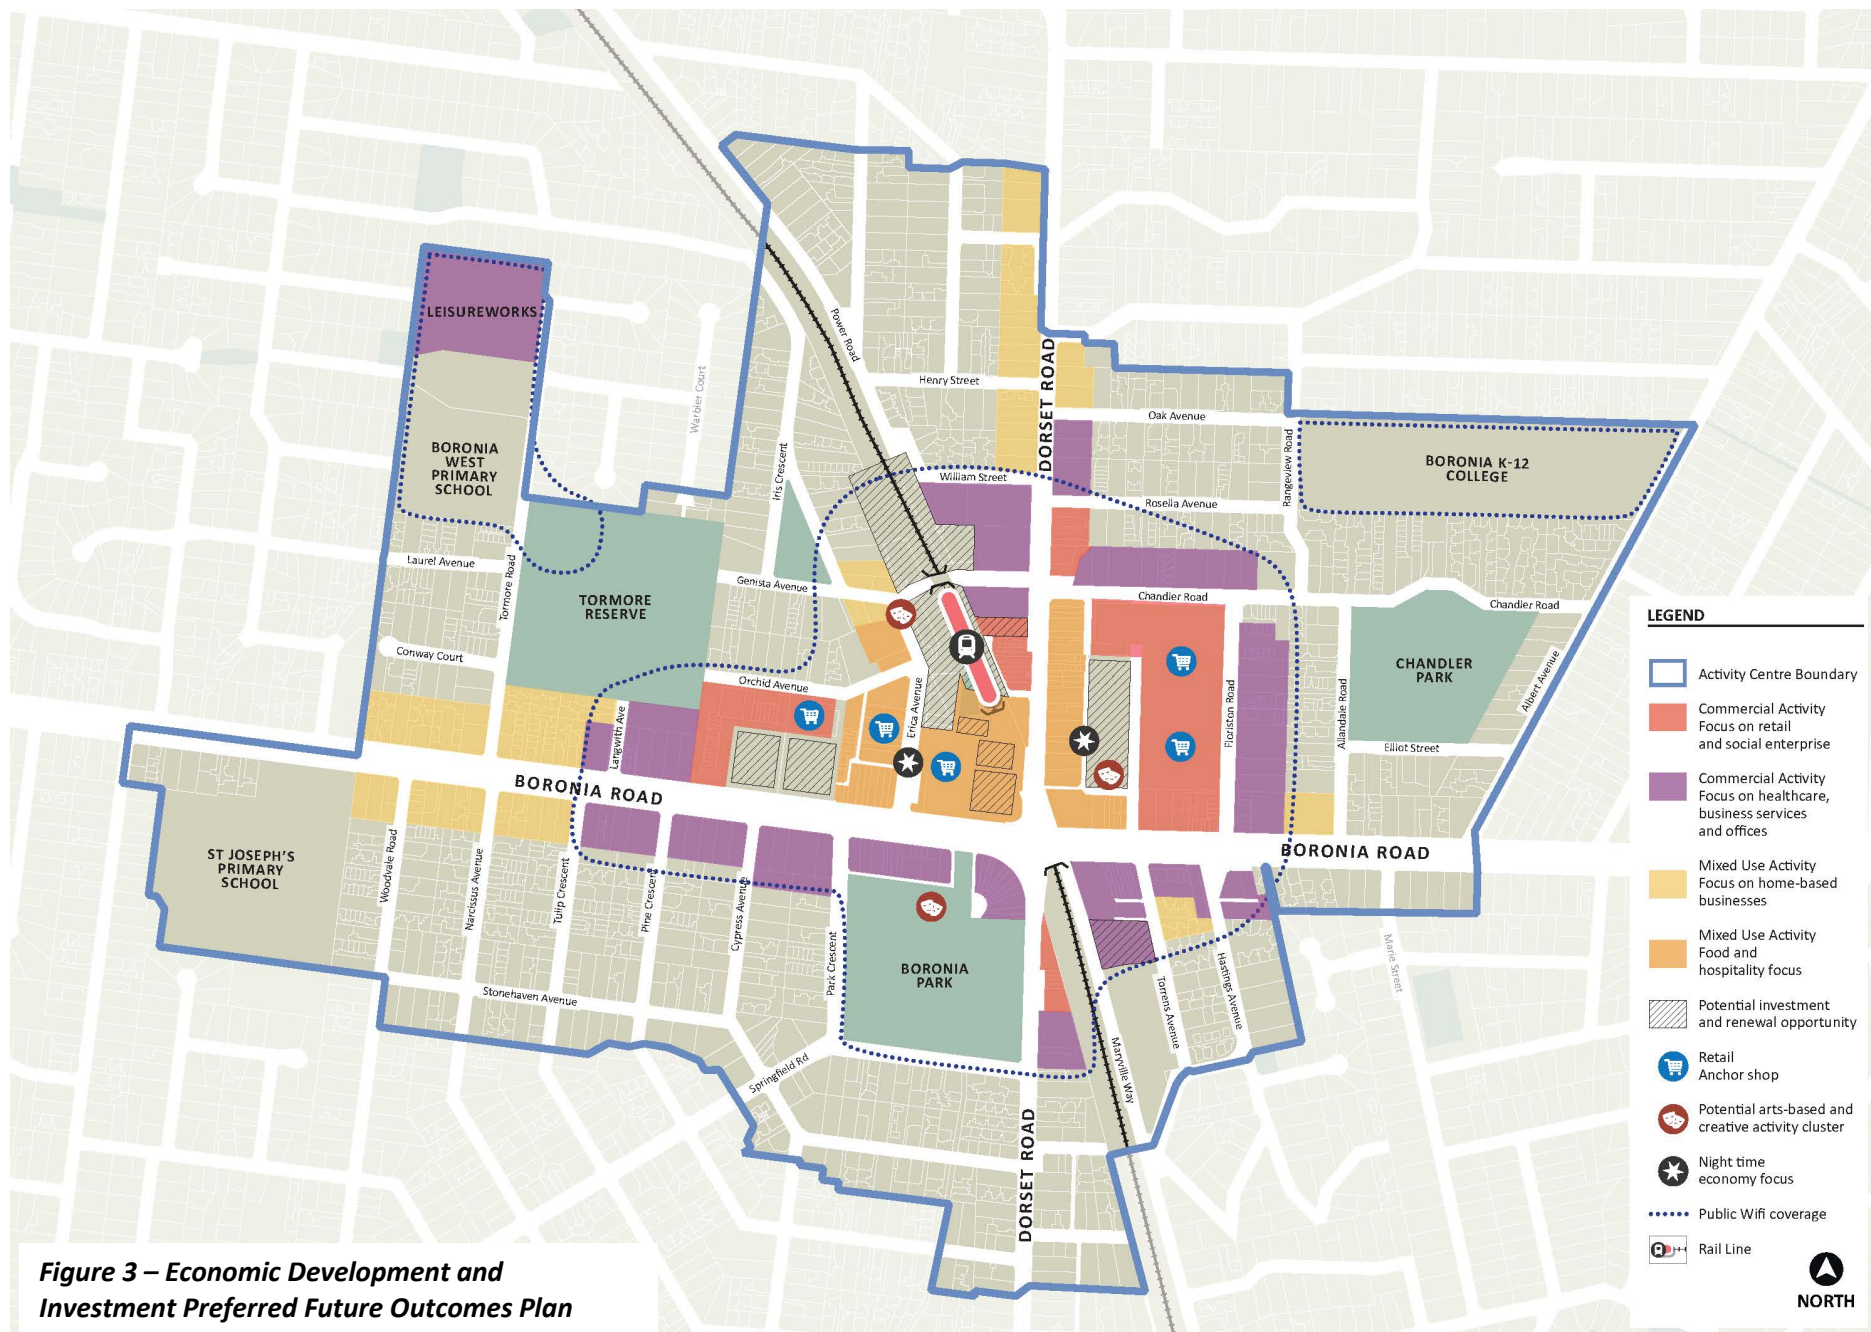 Power Road
Henry Street
DORSET ROAD
Oak Avenue
LEISUREWORKS
Warbler Court
BORONIA
WEST
PRIMARY
SCHOOL
Iris Crescent
William Street
Rosella Avenue
Rangeview Road
BORONIA K-12
COLLEGE
Laurel Avenue
Tormore Road
TORMORE
RESERVE
Genista Avenue
Chandler Road
Chandler Road
Conway Court
Orchid Avenue
Erica Avenue
Langwith Ave
Floriston Road
Allandale Road
CHANDLER
PARK
Albert Avenue
Elliot Street
BORONIA ROAD
BORONIA ROAD
ST JOSEPH'S
PRIMARY
SCHOOL
Woodvale Road
Narcissus Avenue
Tulip Crescent
Pine Crescent
Cypress Avenue
Park Crescent
BORONIA
PARK
Stonehaven Avenue
Springfield Rd
DORSET ROAD
Maryville Way
Torrens Avenue
Hastings Avenue
Marie Street
LEGEND
Activity Centre Boundary
Commercial Activity
Focus on retail
and social enterprise
Commercial Activity
Focus on healthcare,
business services
and offices
Mixed Use Activity
Focus on home-based
businesses
Mixed Use Activity
Food and
hospitality focus
Potential investment
and renewal opportunity
Retail
Anchor shop
Potential arts-based and
creative activity cluster
Night time
economy focus
Public Wifi coverage
Rail Line
NORTH
Figure 3 – Economic Development and
Investment Preferred Future Outcomes Plan